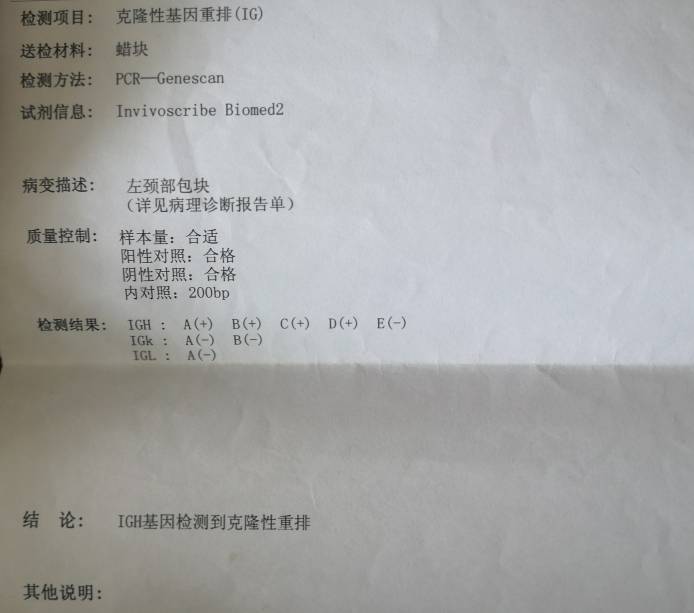 检测项目: 克隆性基因重排(IG)
送检材料: 蜡块
检测方法: PCR—Genescan
试剂信息: Invivoscribe Biomed2
病变描述: 左颈部包块
(详见病理诊断报告单)
质量控制: 样本量: 合适
阳性对照: 合格
阴性对照: 合格
内对照: 200bp
检测结果: IGH : A(+) B(+) C(+) D(+) E(-)
IGk : A(-) B(-)
IGL : A(-)
结 论: IGH基因检测到克隆性重排
其他说明: